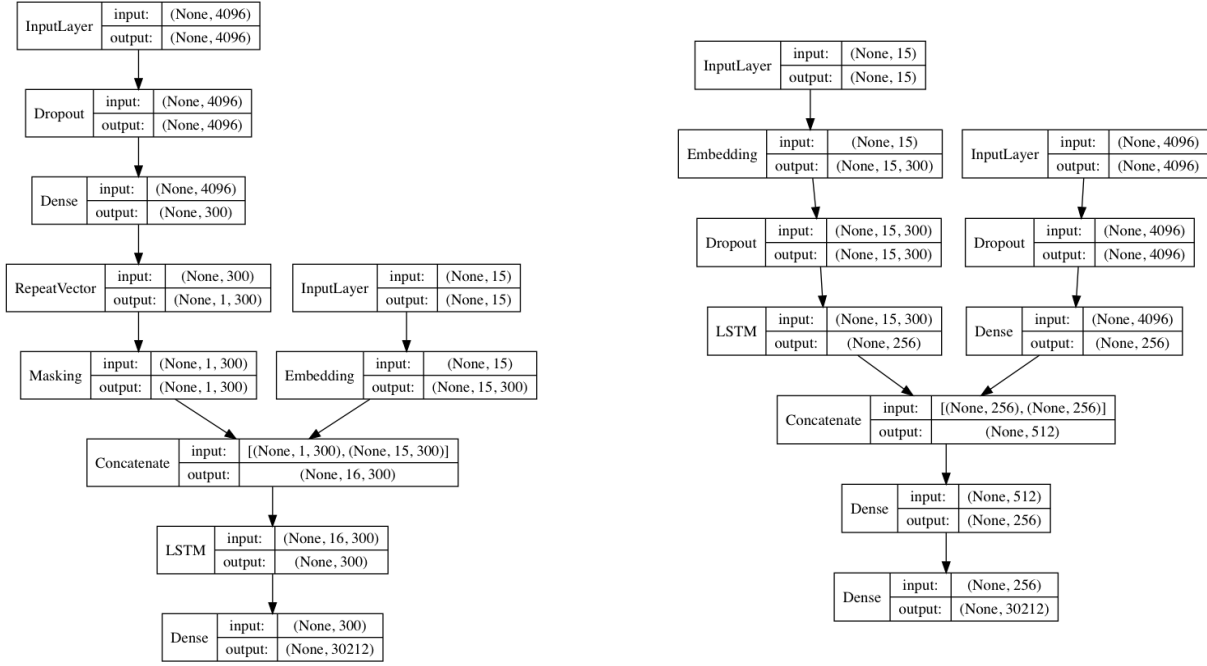 InputLayer input: (None, 4096)
output: (None, 4096)
Dropout input: (None, 4096)
output: (None, 4096)
Dense input: (None, 4096)
output: (None, 300)
RepeatVector input: (None, 300)
output: (None, 1, 300)
InputLayer input: (None, 15)
output: (None, 15)
Masking input: (None, 1, 300)
output: (None, 1, 300)
Embedding input: (None, 15)
output: (None, 15, 300)
Concatenate input: [(None, 1, 300), (None, 15, 300)]
output: (None, 16, 300)
LSTM input: (None, 16, 300)
output: (None, 300)
Dense input: (None, 300)
output: (None, 30212)
InputLayer input: (None, 15)
output: (None, 15)
Embedding input: (None, 15)
output: (None, 15, 300)
InputLayer input: (None, 4096)
output: (None, 4096)
Dropout input: (None, 15, 300)
output: (None, 15, 300)
Dropout input: (None, 4096)
output: (None, 4096)
LSTM input: (None, 15, 300)
output: (None, 256)
Dense input: (None, 4096)
output: (None, 256)
Concatenate input: [(None, 256), (None, 256)]
output: (None, 512)
Dense input: (None, 512)
output: (None, 256)
Dense input: (None, 256)
output: (None, 30212)